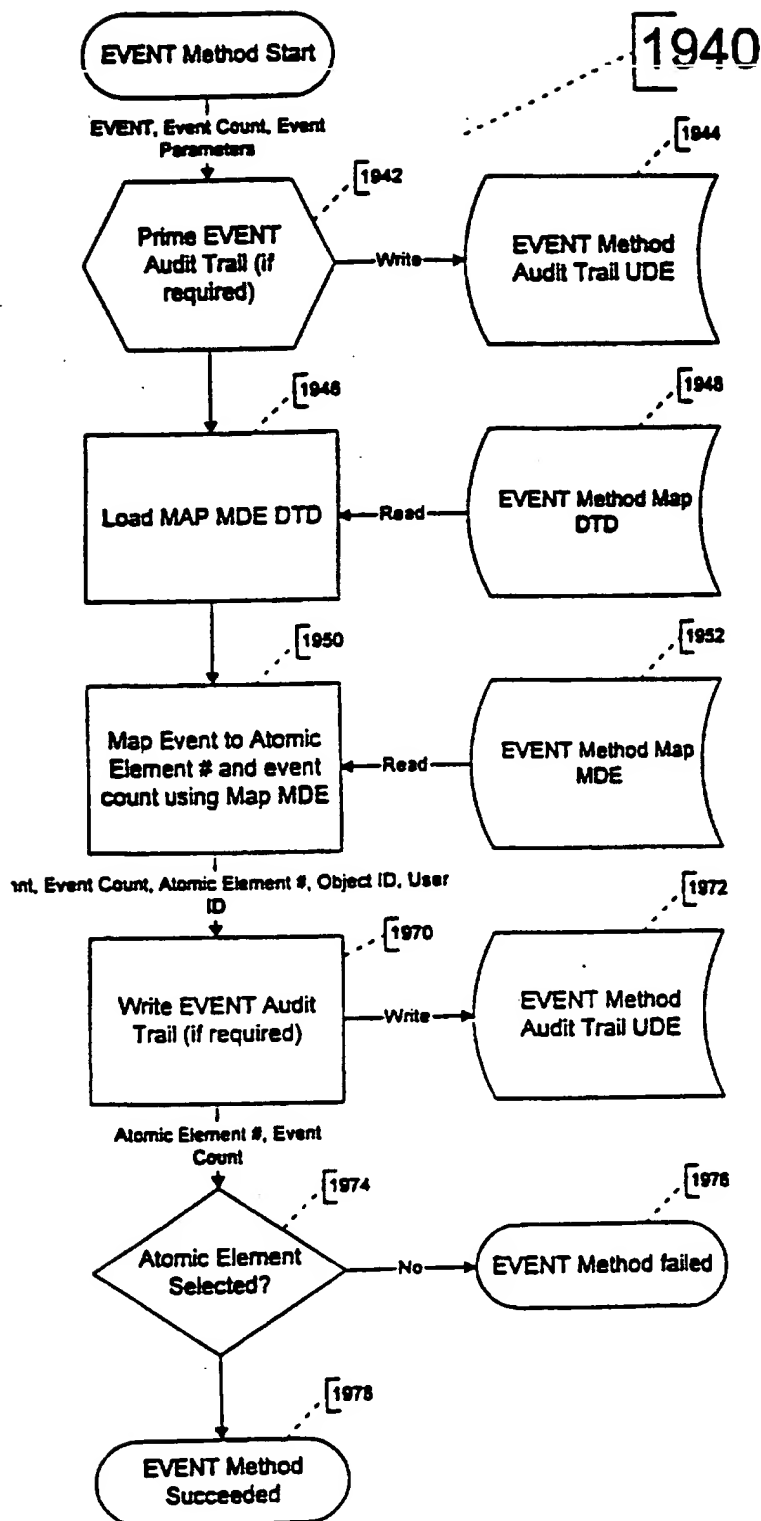 EVENT Method Start
1940
EVENT, Event Count, Event
Parameters
1942
1944
Prime EVENT
Audit Trail (if
required)
Write
EVENT Method
Audit Trail UDE
1946
1948
Load MAP MDE DTD
Read
EVENT Method Map
DTD
1950
1952
Map Event to Atomic
Element # and event
count using Map MDE
Read
EVENT Method Map
MDE
nt, Event Count, Atomic Element #, Object ID, User
ID
1970
1972
Write EVENT Audit
Trail (if required)
Write
EVENT Method
Audit Trail UDE
Atomic Element #, Event
Count
1974
1976
Atomic Element
Selected?
No
EVENT Method failed
1978
EVENT Method
Succeeded